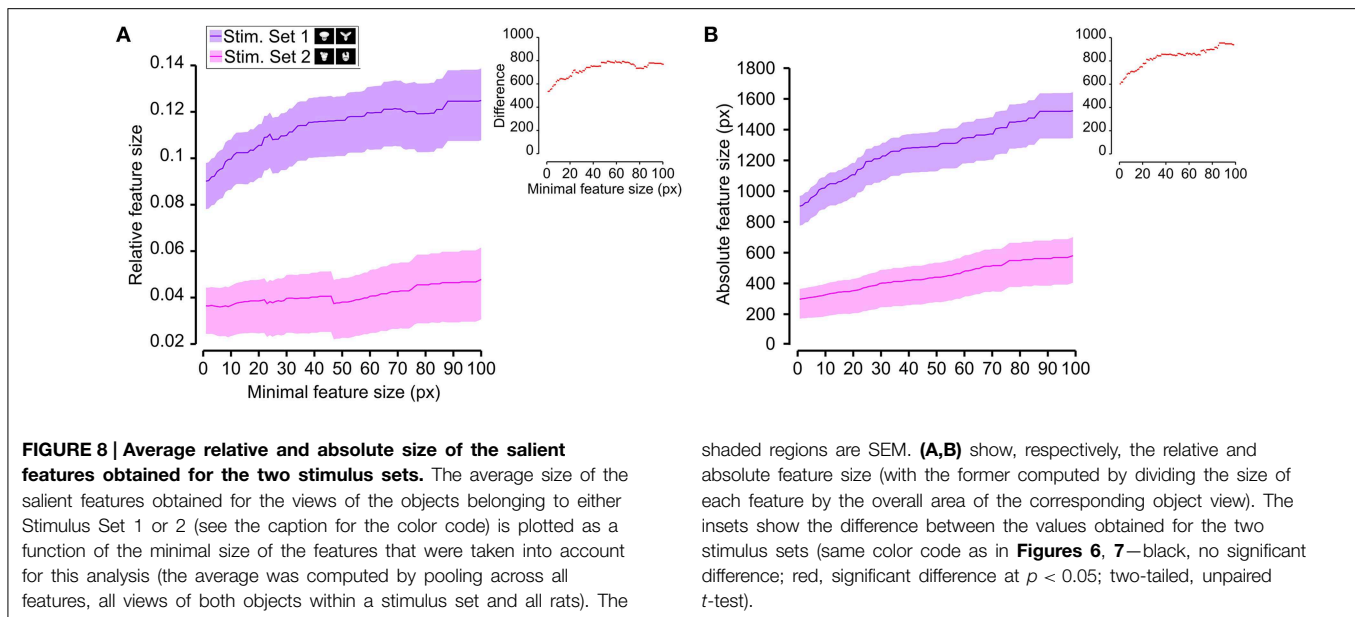 A
Stim. Set 1
Stim. Set 2
0.14
0.12
0.1
0.08
0.06
0.04
0.02
Relative feature size
0 10 20 30 40 50 60 70 80 90 100
Minimal feature size (px)
1000
800
600
400
200
0
Difference
0 20 40 60 80 100
Minimal feature size (px)
B
1800
1600
1400
1200
1000
800
600
400
200
0
Absolute feature size (px)
0 10 20 30 40 50 60 70 80 90 100
1000
800
600
400
200
0
0 20 40 60 80 100
FIGURE 8 | Average relative and absolute size of the salient
features obtained for the two stimulus sets. The average size of the
salient features obtained for the views of the objects belonging to either
Stimulus Set 1 or 2 (see the caption for the color code) is plotted as a
function of the minimal size of the features that were taken into account
for this analysis (the average was computed by pooling across all
features, all views of both objects within a stimulus set and all rats). The
shaded regions are SEM. (A,B) show, respectively, the relative and
absolute feature size (with the former computed by dividing the size of
each feature by the overall area of the corresponding object view). The
insets show the difference between the values obtained for the two
stimulus sets (same color code as in Figures 6, 7—black, no significant
difference; red, significant difference at p < 0.05; two-tailed, unpaired
t-test).